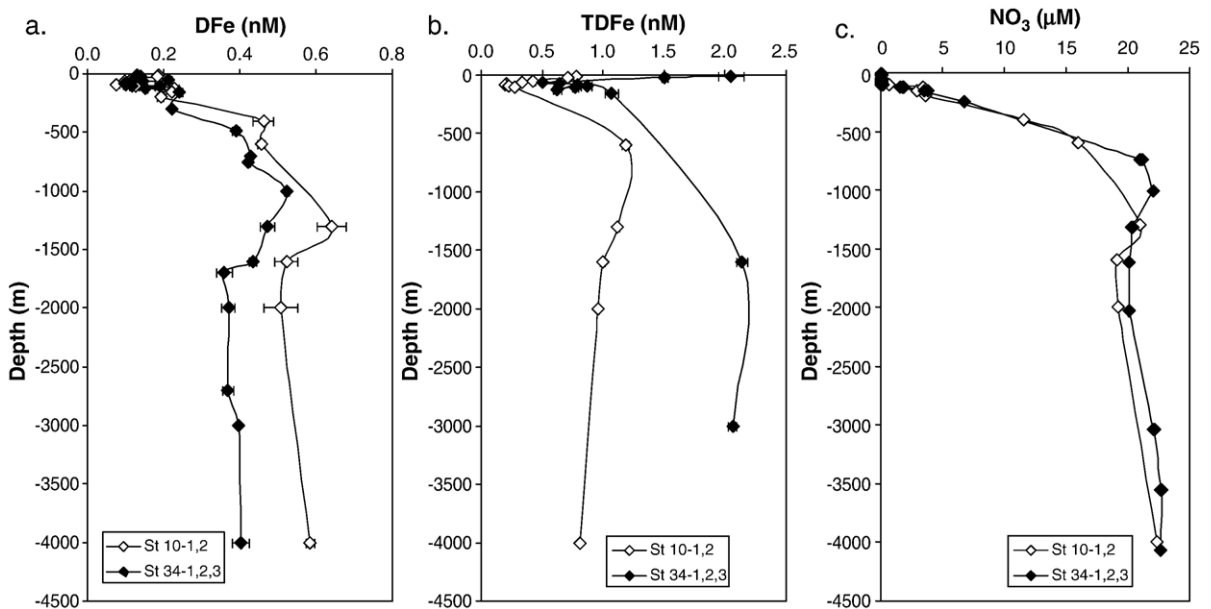 a.
DFe (nM)
0.0 0.2 0.4 0.6 0.8
0
-500
-1000
-1500
-2000
-2500
-3000
-3500
-4000
-4500
Depth (m)
St 10-1,2
St 34-1,2,3
b.
TDFe (nM)
0.0 0.5 1.0 1.5 2.0 2.5
0
-500
-1000
-1500
-2000
-2500
-3000
-3500
-4000
-4500
Depth (m)
St 10-1,2
St 34-1,2,3
c.
NO3 (μM)
0 5 10 15 20 25
0
-500
-1000
-1500
-2000
-2500
-3000
-3500
-4000
-4500
Depth (m)
St 10-1,2
St 34-1,2,3